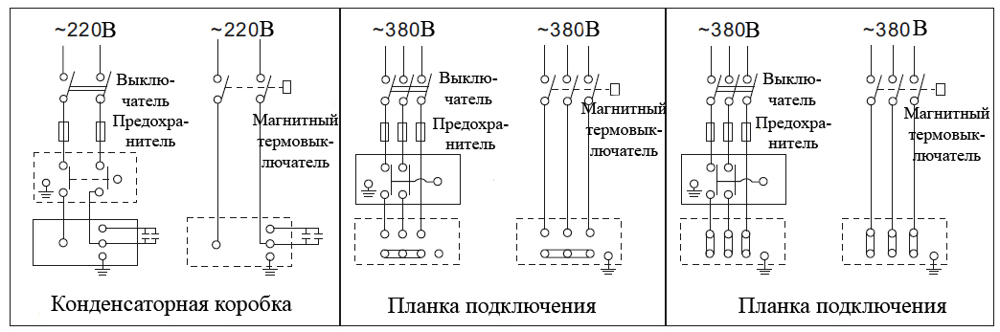 ~220В
Выклю-
чатель
Предохра-
нитель
~220В
Магнитный
термовык-
лючатель
Конденсаторная коробка
~380В
Выклю-
чатель
Предохра-
нитель
~380В
Магнитный
термовык-
лючатель
Планка подключения
~380В
Выклю-
чатель
Предохра-
нитель
~380В
Магнитный
термовык-
лючатель
Планка подключения